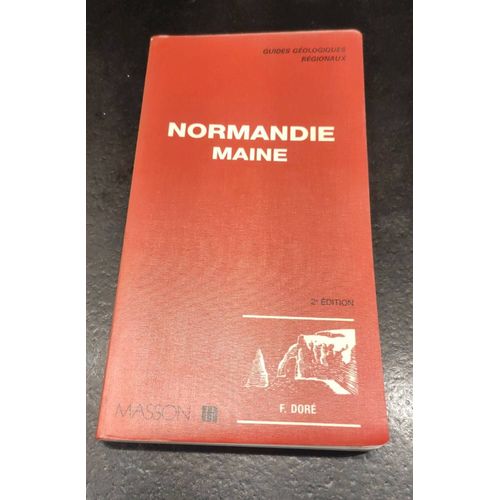 GUIDES GÉOLOGIQUES
RÉGIONAUX
NORMANDIE
MAINE
2e ÉDITION
F. DORÉ
MASSON